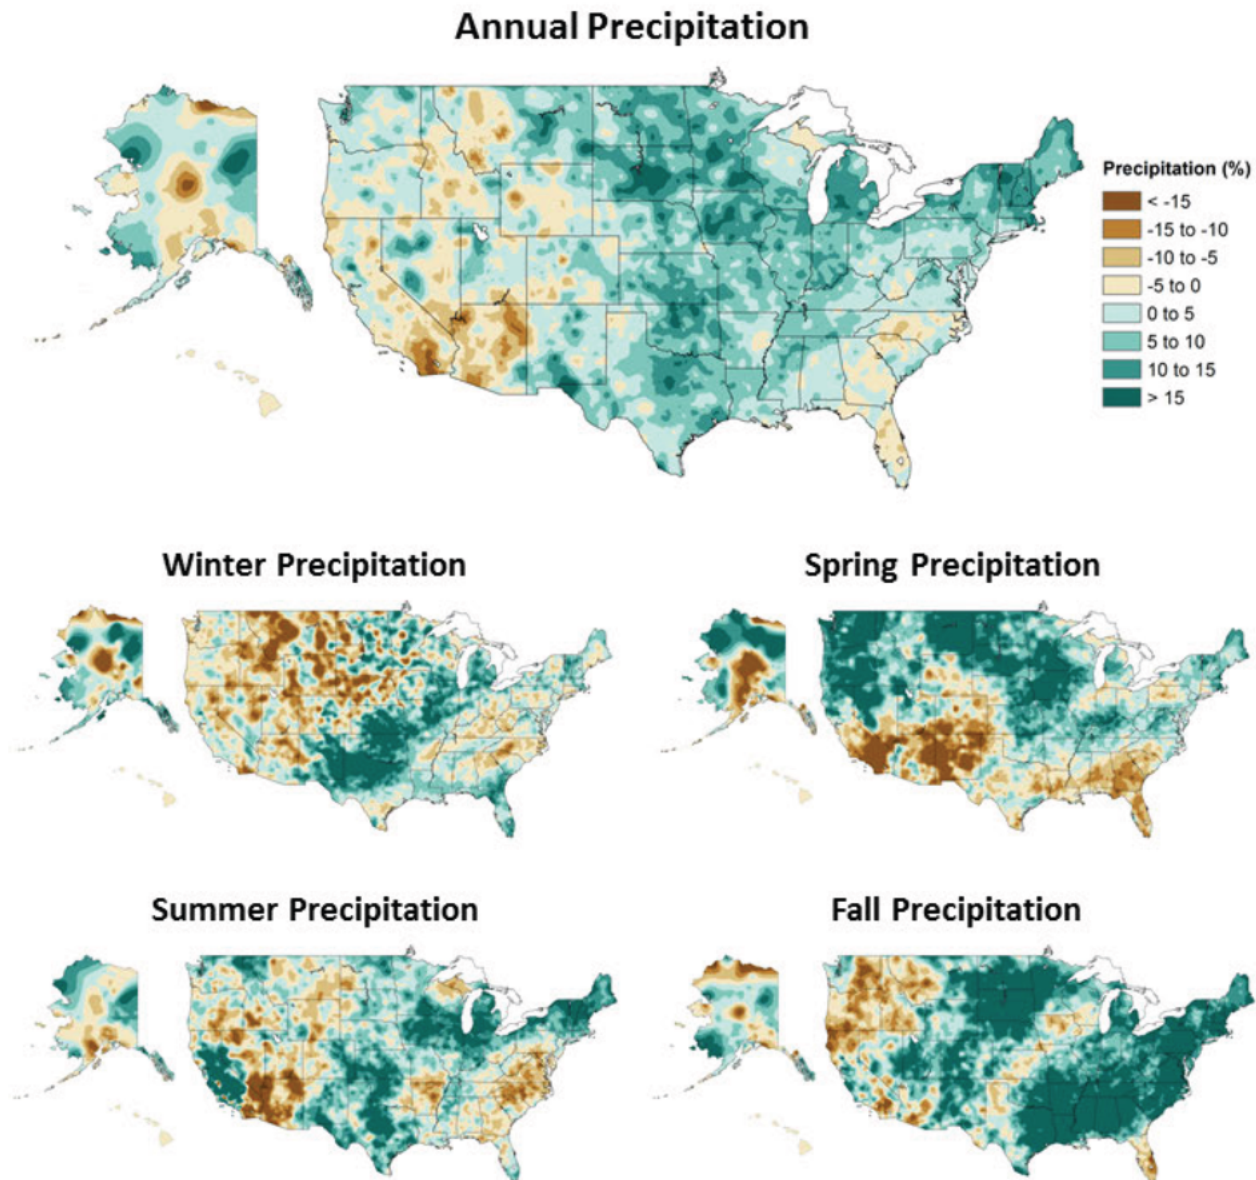 Annual Precipitation
Precipitation (%)
< -15
-15 to -10
-10 to -5
-5 to 0
0 to 5
5 to 10
10 to 15
> 15
Winter Precipitation
Spring Precipitation
Summer Precipitation
Fall Precipitation